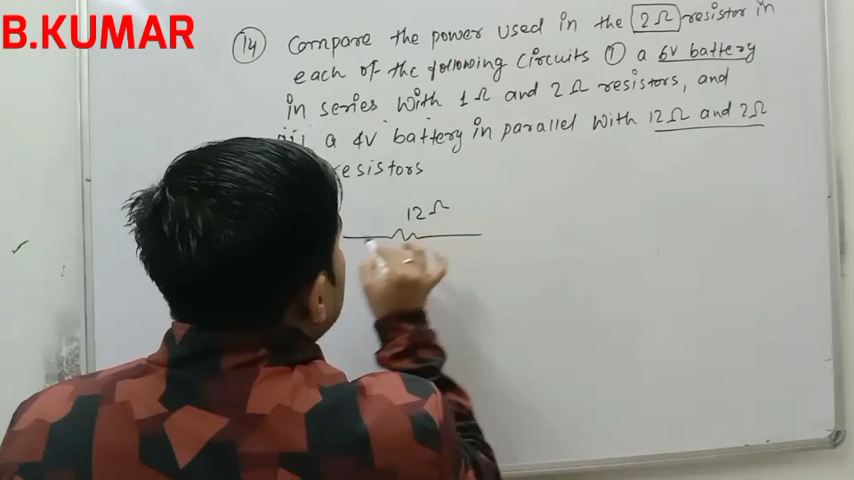 B.KUMAR
14 Compare the power used in the 2Ω resistor in
each of the following circuits ① a 6V battery
in series with 1Ω and 2Ω resistors, and
a 4V battery in parallel with 12Ω and 2Ω
resistors
12Ω